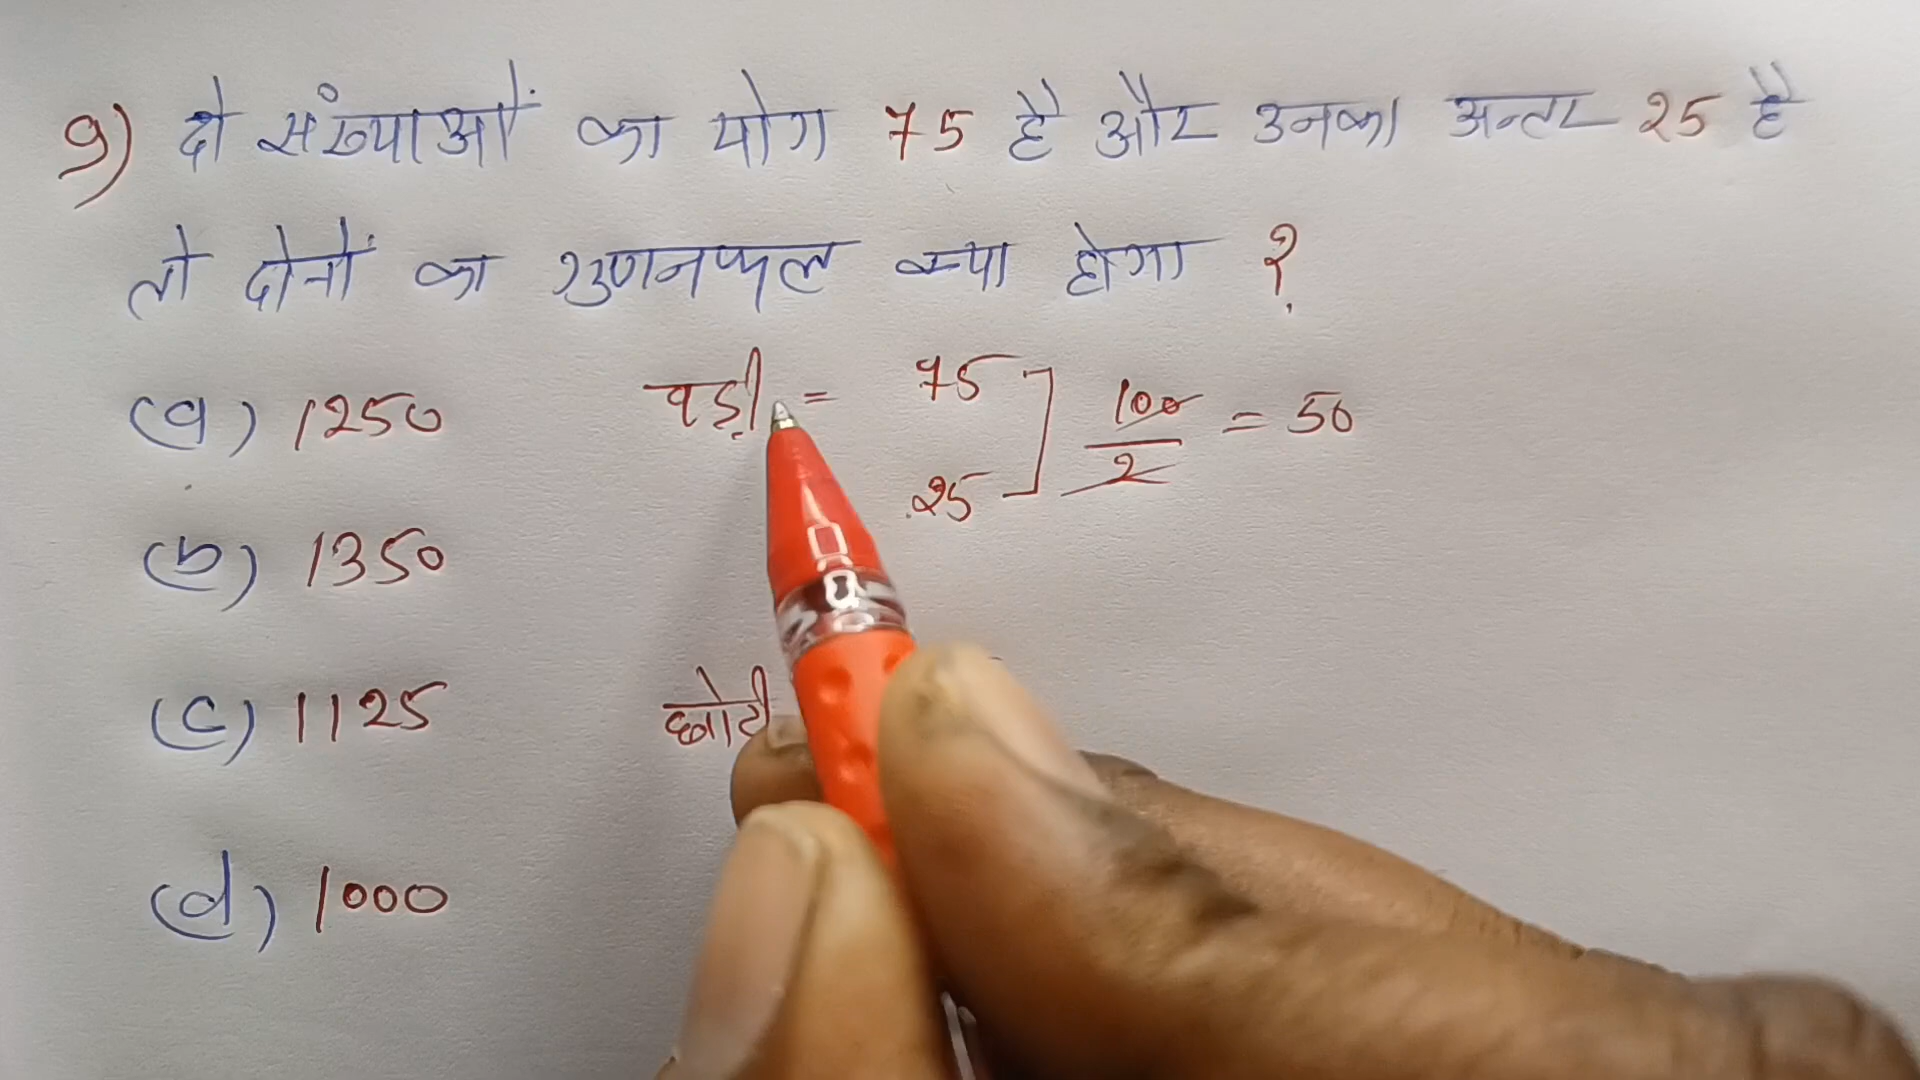 9) दो संख्याओं का योग 75 है और उनका अन्तर 25 है
तो दोनों का गुणनफल क्या होगा ?
(a) 1250
(b) 1350
(c) 1125
(d) 1000
बड़ी = 75
25
100
2
= 50
छोटी